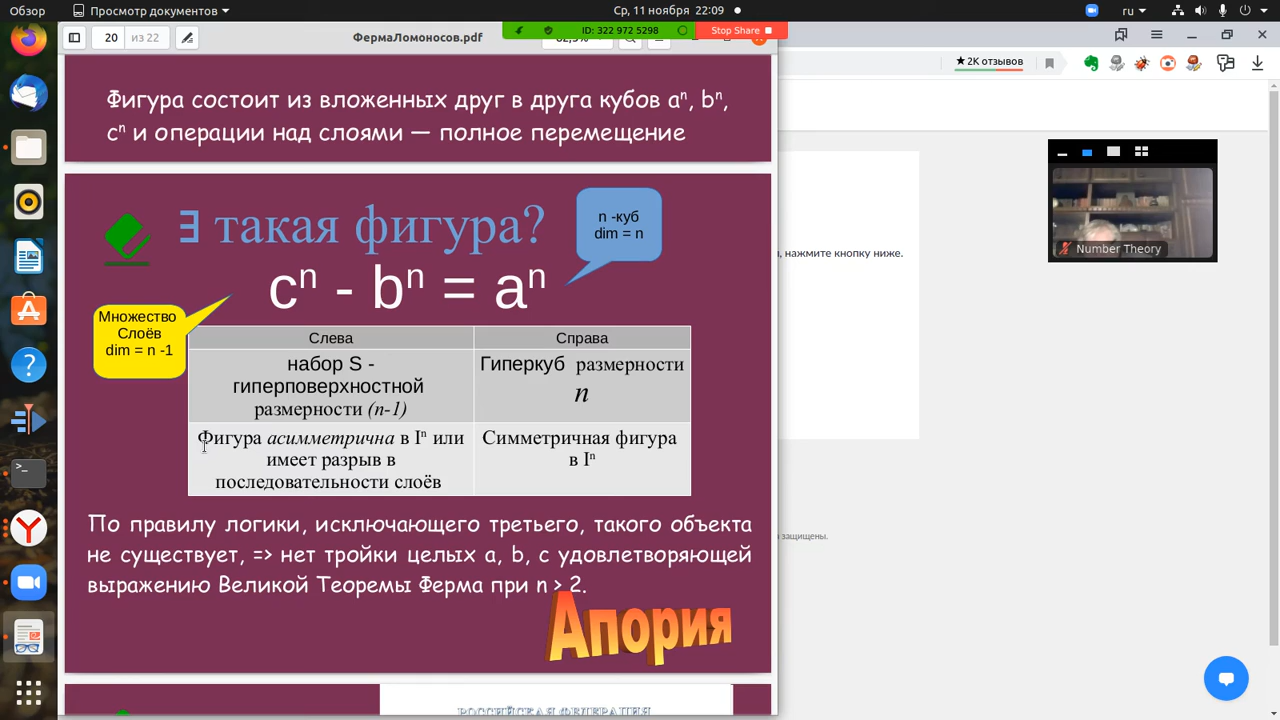 Обзор
Просмотр документов
Ср, 11 ноября 22:09
ru
20
из 22
ФермаЛомоносов.pdf
ID: 322 972 5298
Stop Share
2K отзывов
Фигура состоит из вложенных друг в друга кубов aⁿ, bⁿ,
cⁿ и операции над слоями — полное перемещение
∃ такая фигура?
n -куб
dim = n
cⁿ - bⁿ = aⁿ
Множество
Слоёв
dim = n -1
Слева
Справа
набор S -
гиперповерхностной
размерности (n-1)
Гиперкуб размерности
n
Фигура асимметрична в Iⁿ или
имеет разрыв в
последовательности слоёв
Симметричная фигура
в Iⁿ
По правилу логики, исключающего третьего, такого объекта
не существует, => нет тройки целых a, b, c удовлетворяющей
выражению Великой Теоремы Ферма при n > 2.
Апория
РОССИЙСКАЯ ФЕДЕРАЦИЯ
Number Theory
, нажмите кнопку ниже.
защищены.